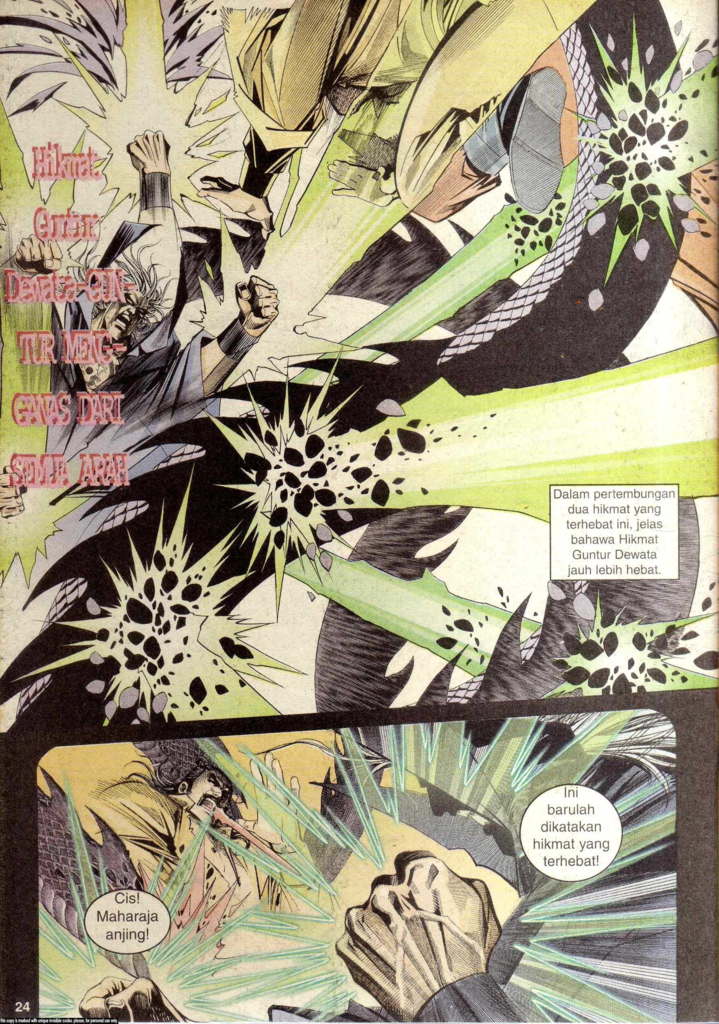 Hikmat
Guntur
Dewata-GUN-
TUR MENG-
GANAS DARI
SEMUA ARAH
Dalam pertembungan
dua hikmat yang
terhebat ini, jelas
bahawa Hikmat
Guntur Dewata
jauh lebih hebat.
Ini
barulah
dikatakan
hikmat yang
terhebat!
Cis!
Maharaja
anjing!
24